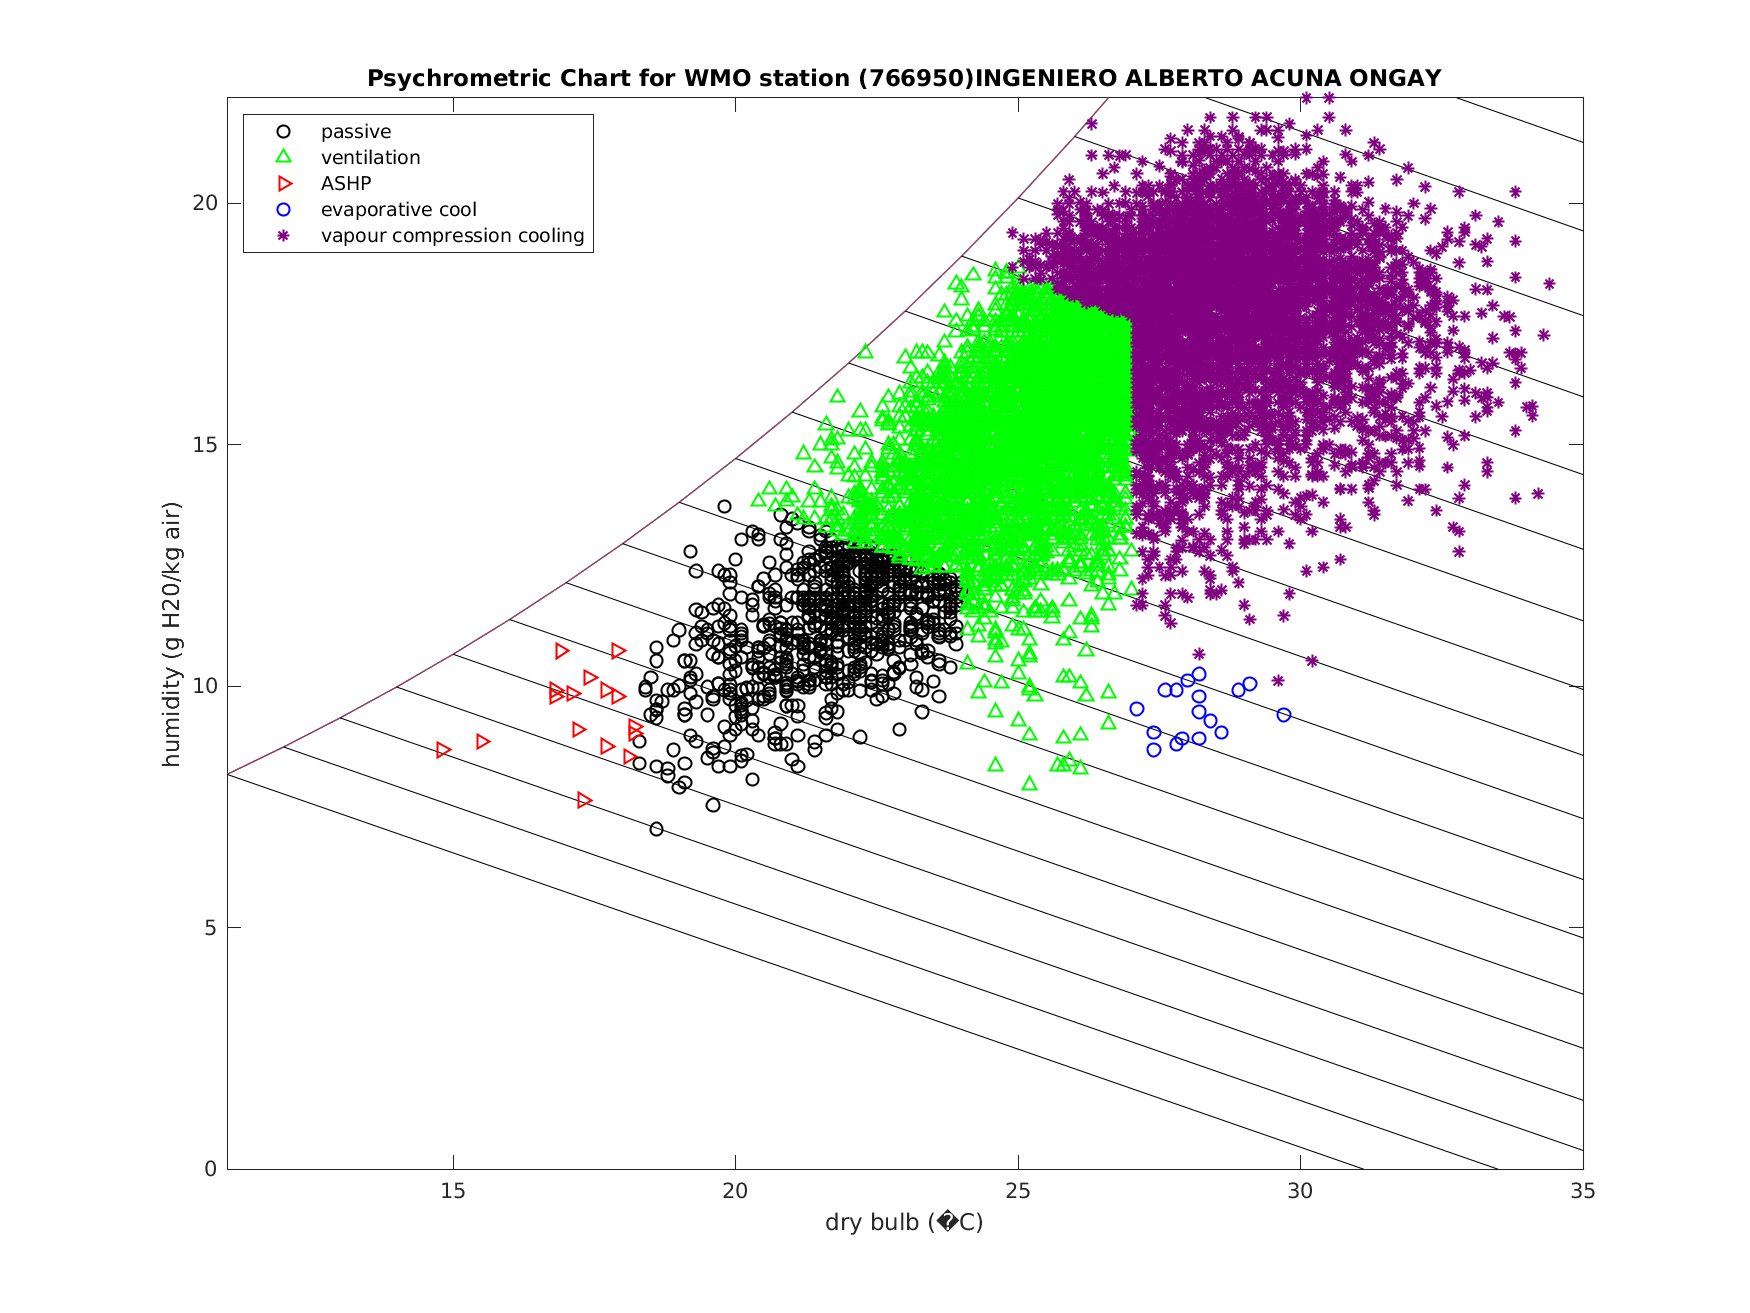 Psychrometric Chart for WMO station (766950)INGENIERO ALBERTO ACUNA ONGAY
passive
ventilation
ASHP
evaporative cool
vapour compression cooling
20
15
10
5
0
humidity (g H20/kg air)
15 20 25 30 35
dry bulb (�C)